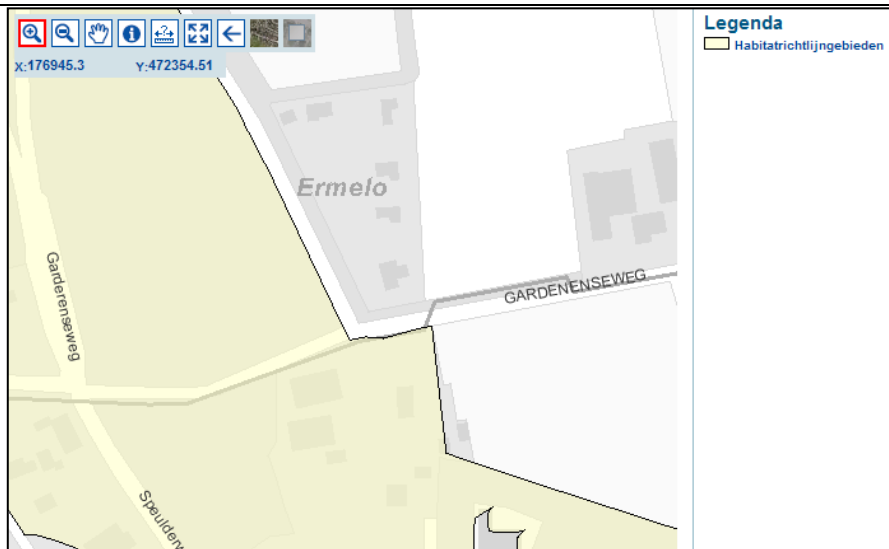 X:176945.3 Y:472354.51
Legenda
Habitatrichtlijngebieden
Ermelo
Garderenseweg
GARDENENSEWEG